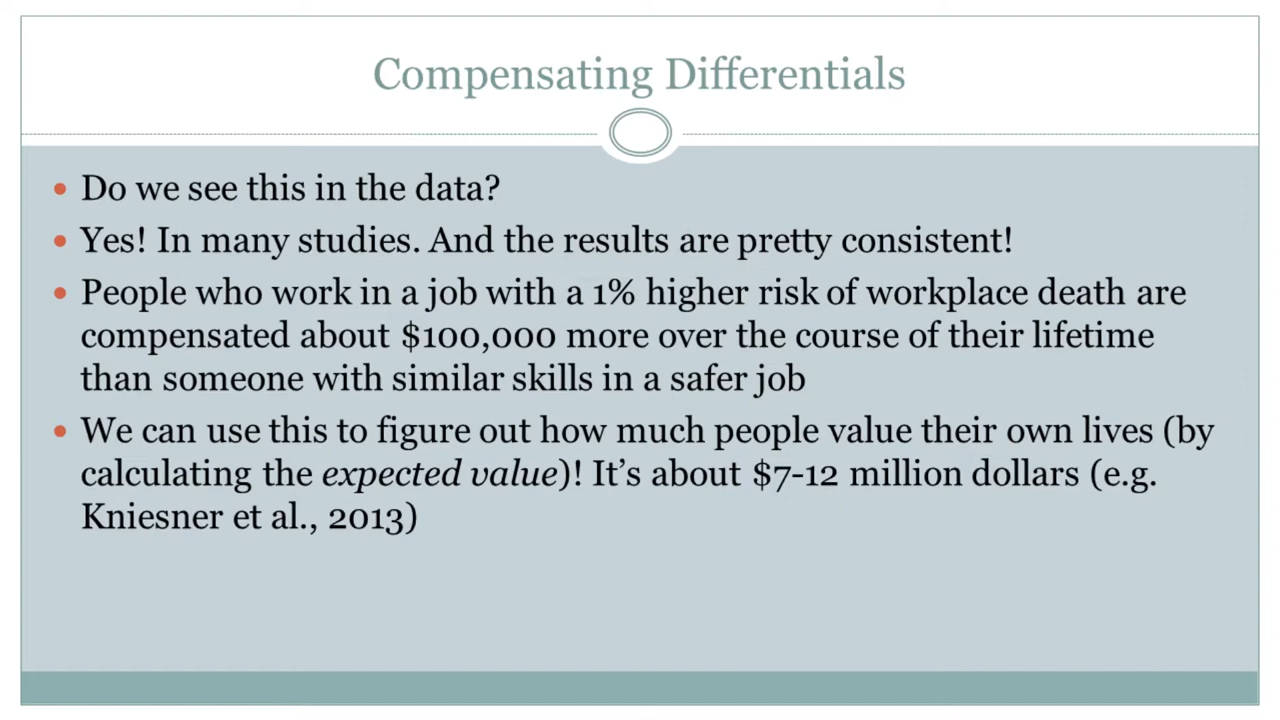 Compensating Differentials
• Do we see this in the data?
• Yes! In many studies. And the results are pretty consistent!
• People who work in a job with a 1% higher risk of workplace death are
compensated about $100,000 more over the course of their lifetime
than someone with similar skills in a safer job
• We can use this to figure out how much people value their own lives (by
calculating the expected value)! It’s about $7-12 million dollars (e.g.
Kniesner et al., 2013)